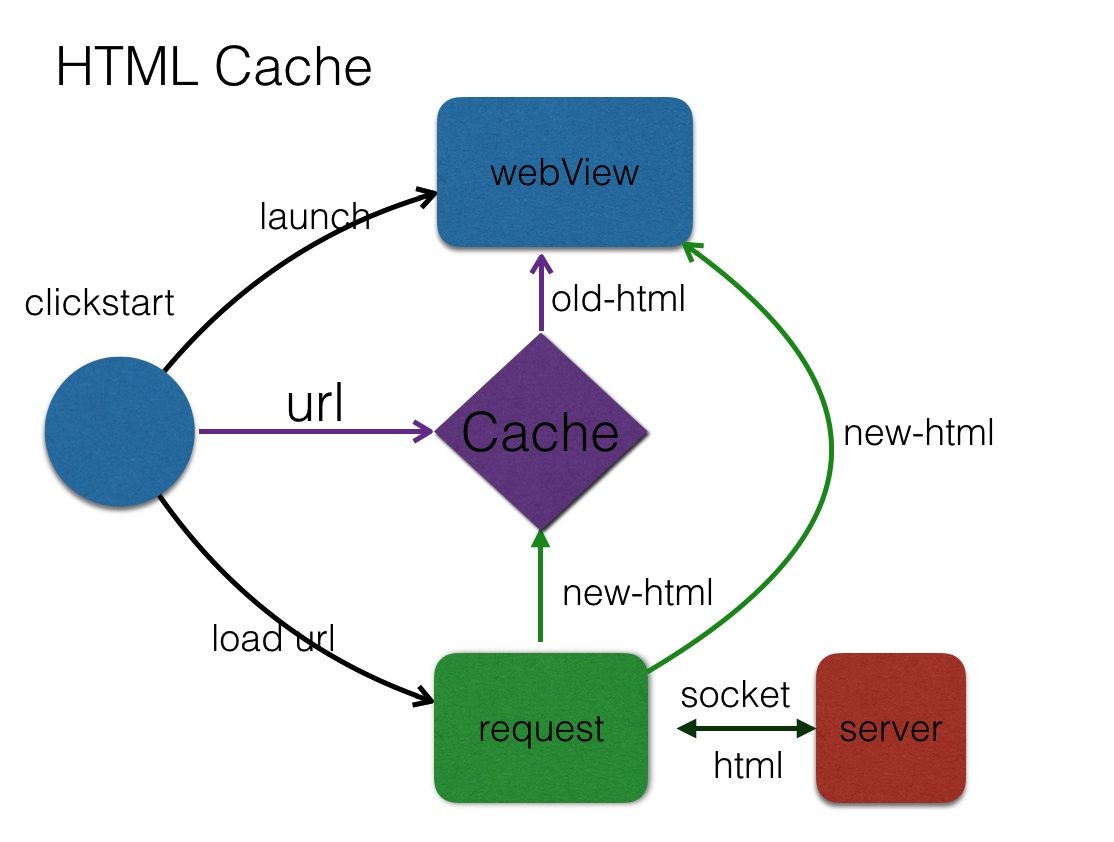 HTML Cache
webView
launch
clickstart
old-html
url
Cache
new-html
new-html
load url
socket
request
server
html